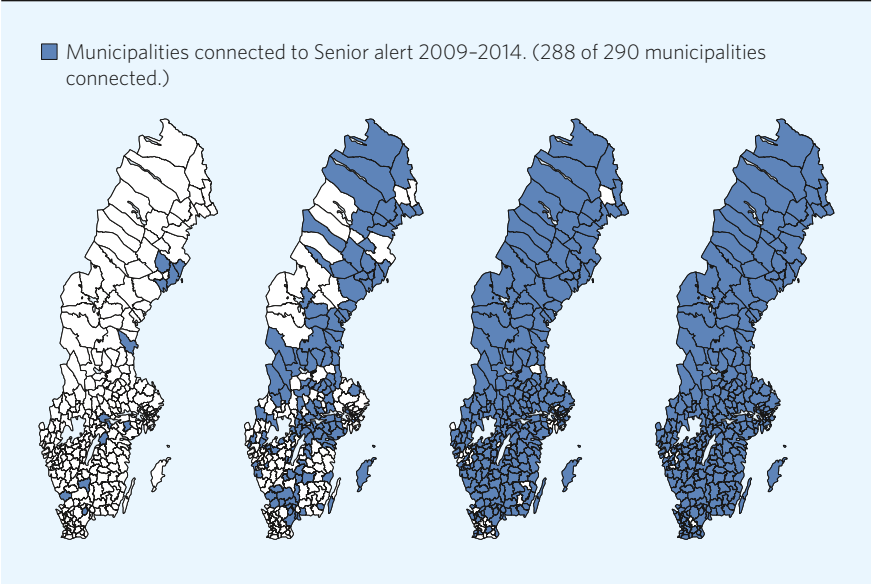 Municipalities connected to Senior alert 2009–2014. (288 of 290 municipalities
connected.)